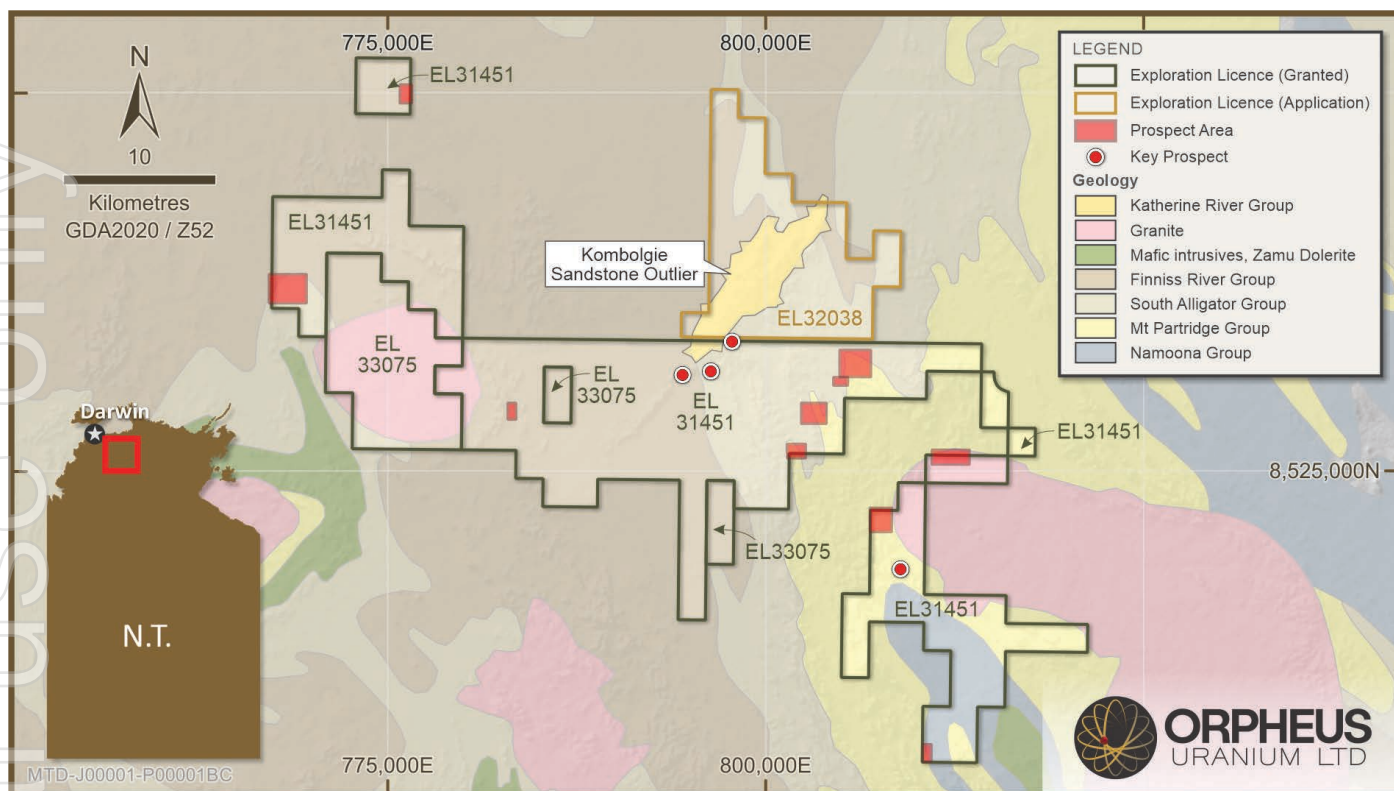 775,000E
800,000E
N
10
Kilometres
GDA2020 / Z52
EL31451
EL31451
Kombolgie
Sandstone Outlier
EL32038
EL
33075
EL
33075
EL
31451
EL31451
8,525,000N
EL33075
EL31451
LEGEND
Exploration Licence (Granted)
Exploration Licence (Application)
Prospect Area
Key Prospect
Geology
Katherine River Group
Granite
Mafic intrusives, Zamu Dolerite
Finniss River Group
South Alligator Group
Mt Partridge Group
Namoona Group
Darwin
N.T.
MTD-J00001-P00001BC
775,000E
800,000E
ORPHEUS
URANIUM LTD